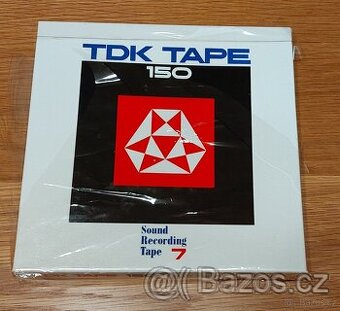 TDK TAPE
150
Sound
Recording
Tape 7
Bazos.cz